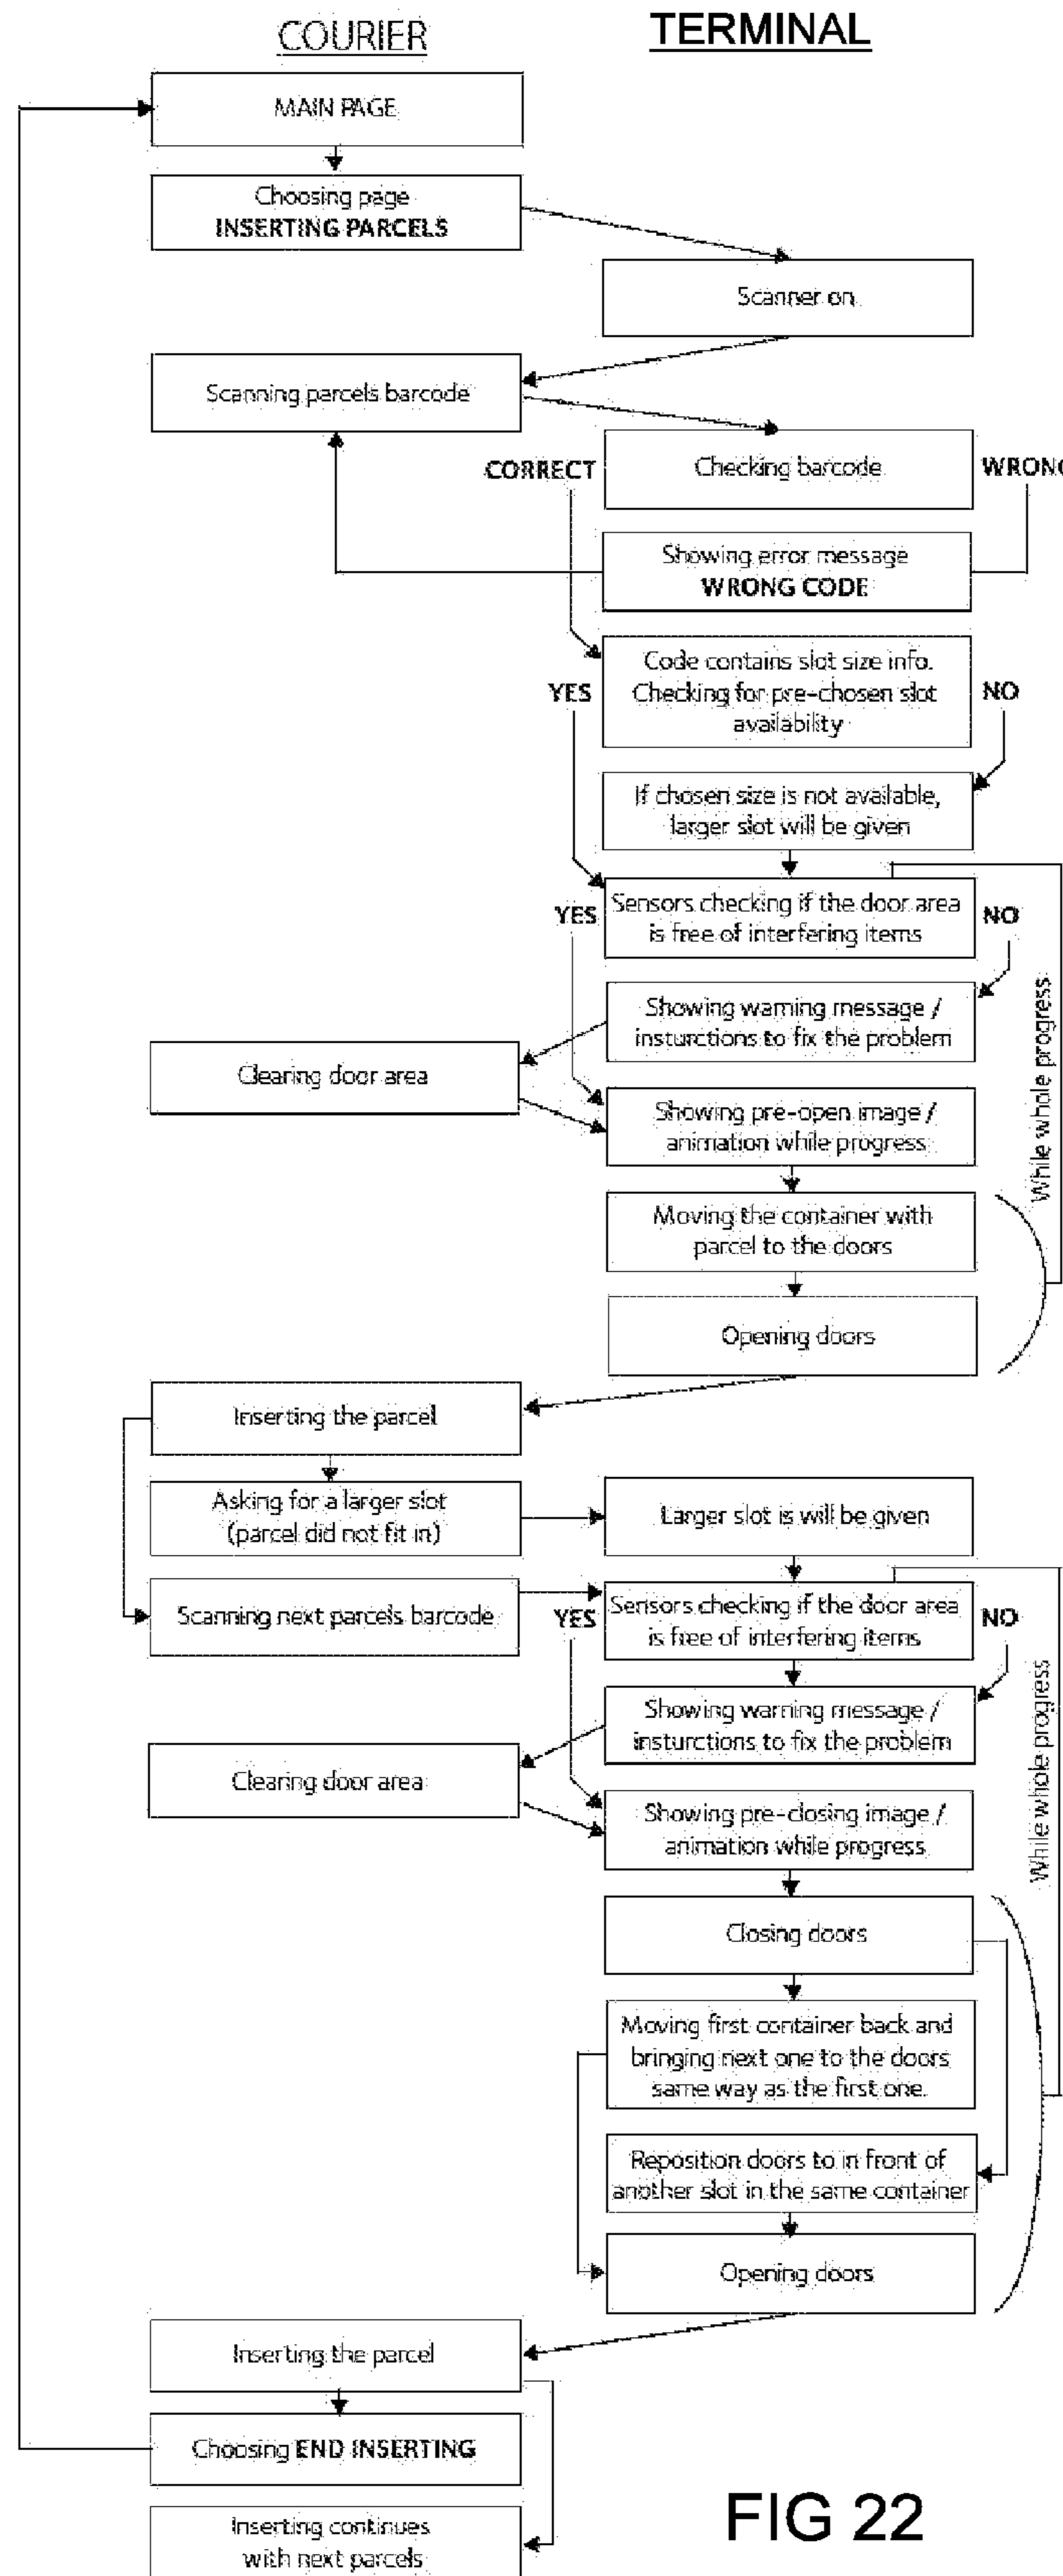 COURIER
TERMINAL
MAIN PAGE
Choosing page
INSERTING PARCELS
Scanner on
Scanning parcels barcode
CORRECT
Checking barcode
WRONG
Showing error message
WRONG CODE
Code contains slot size info.
Checking for pre-chosen slot
availability
YES
NO
If chosen size is not available,
larger slot will be given
Sensors checking if the door area
is free of interfering items
YES
NO
Showing warning message /
insturctions to fix the problem
Clearing door area
Showing pre-open image /
animation while progress
While whole progress
Moving the container with
parcel to the doors
Opening doors
Inserting the parcel
Asking for a larger slot
(parcel did not fit in)
Larger slot is will be given
Scanning next parcels barcode
YES
Sensors checking if the door area
is free of interfering items
NO
Showing warning message /
insturctions to fix the problem
Clearing door area
Showing pre-closing image /
animation while progress
While whole progress
Closing doors
Moving first container back and
bringing next one to the doors
same way as the first one.
Reposition doors to in front of
another slot in the same container
Opening doors
Inserting the parcel
Choosing END INSERTING
Inserting continues
with next parcels
FIG 22